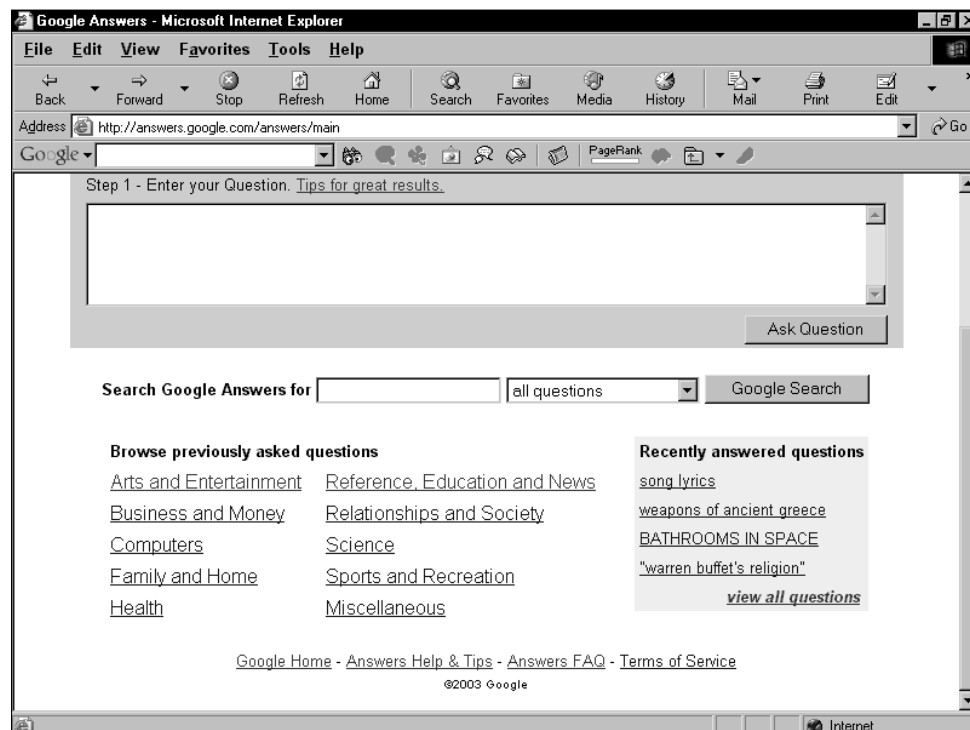 Google Answers - Microsoft Internet Explorer
File Edit View Favorites Tools Help
Back Forward Stop Refresh Home Search Favorites Media History Mail Print Edit
Address http://answers.google.com/answers/main Go
Google PageRank
Step 1 - Enter your Question. Tips for great results.
Ask Question
Search Google Answers for all questions Google Search
Browse previously asked questions
Arts and Entertainment Reference, Education and News
Business and Money Relationships and Society
Computers Science
Family and Home Sports and Recreation
Health Miscellaneous
Recently answered questions
song lyrics
weapons of ancient greece
BATHROOMS IN SPACE
"warren buffet's religion"
view all questions
Google Home - Answers Help & Tips - Answers FAQ - Terms of Service
©2003 Google
Internet